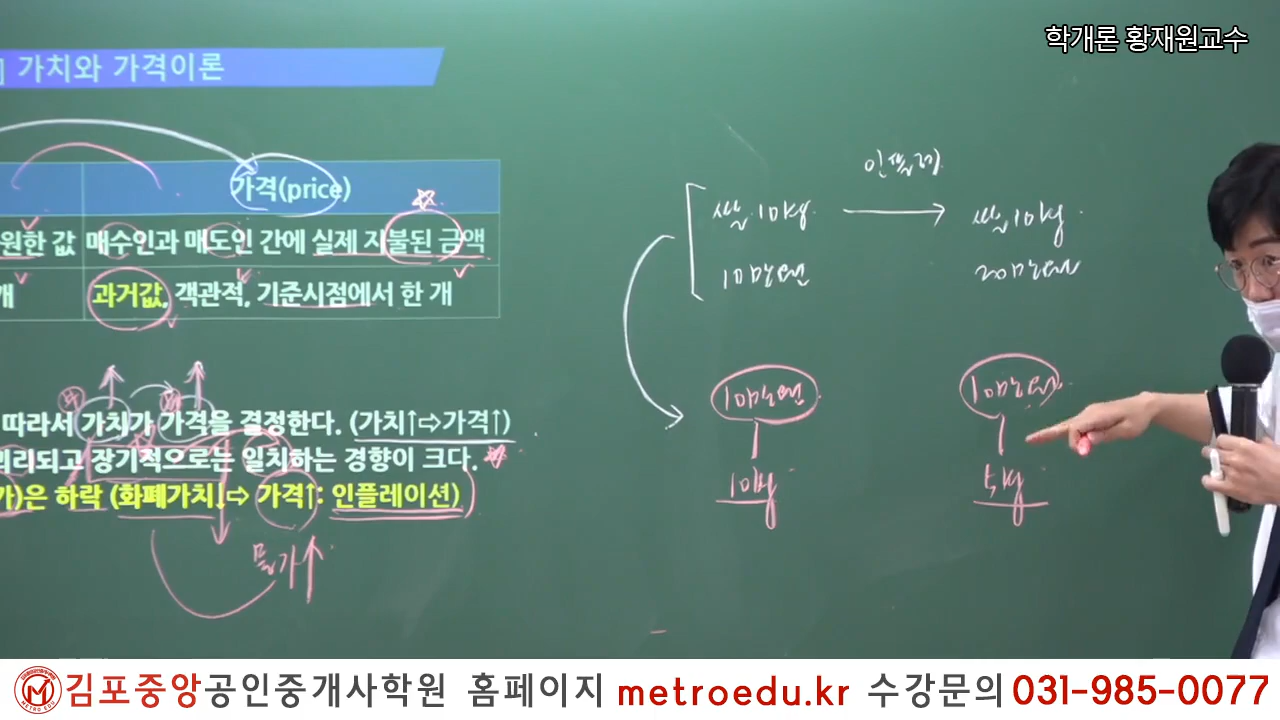 학개론 황재원교수
가치와 가격이론
가격(price)
원한 값 매수인과 매도인 간에 실제 지불된 금액
개 과거값, 객관적, 기준시점에서 한 개
따라서 가치가 가격을 결정한다. (가치↑⇨가격↑)
괴리되고 장기적으로는 일치하는 경향이 크다.
가)은 하락 (화폐가치↓⇨ 가격↑: 인플레이션)
물가↑
인플레
쌀 10kg → 쌀 10kg
10만원 20만원
10만원 10만원
10kg 5kg
METRO EDU
김포중앙공인중개사학원 홈페이지 metroedu.kr 수강문의 031-985-0077